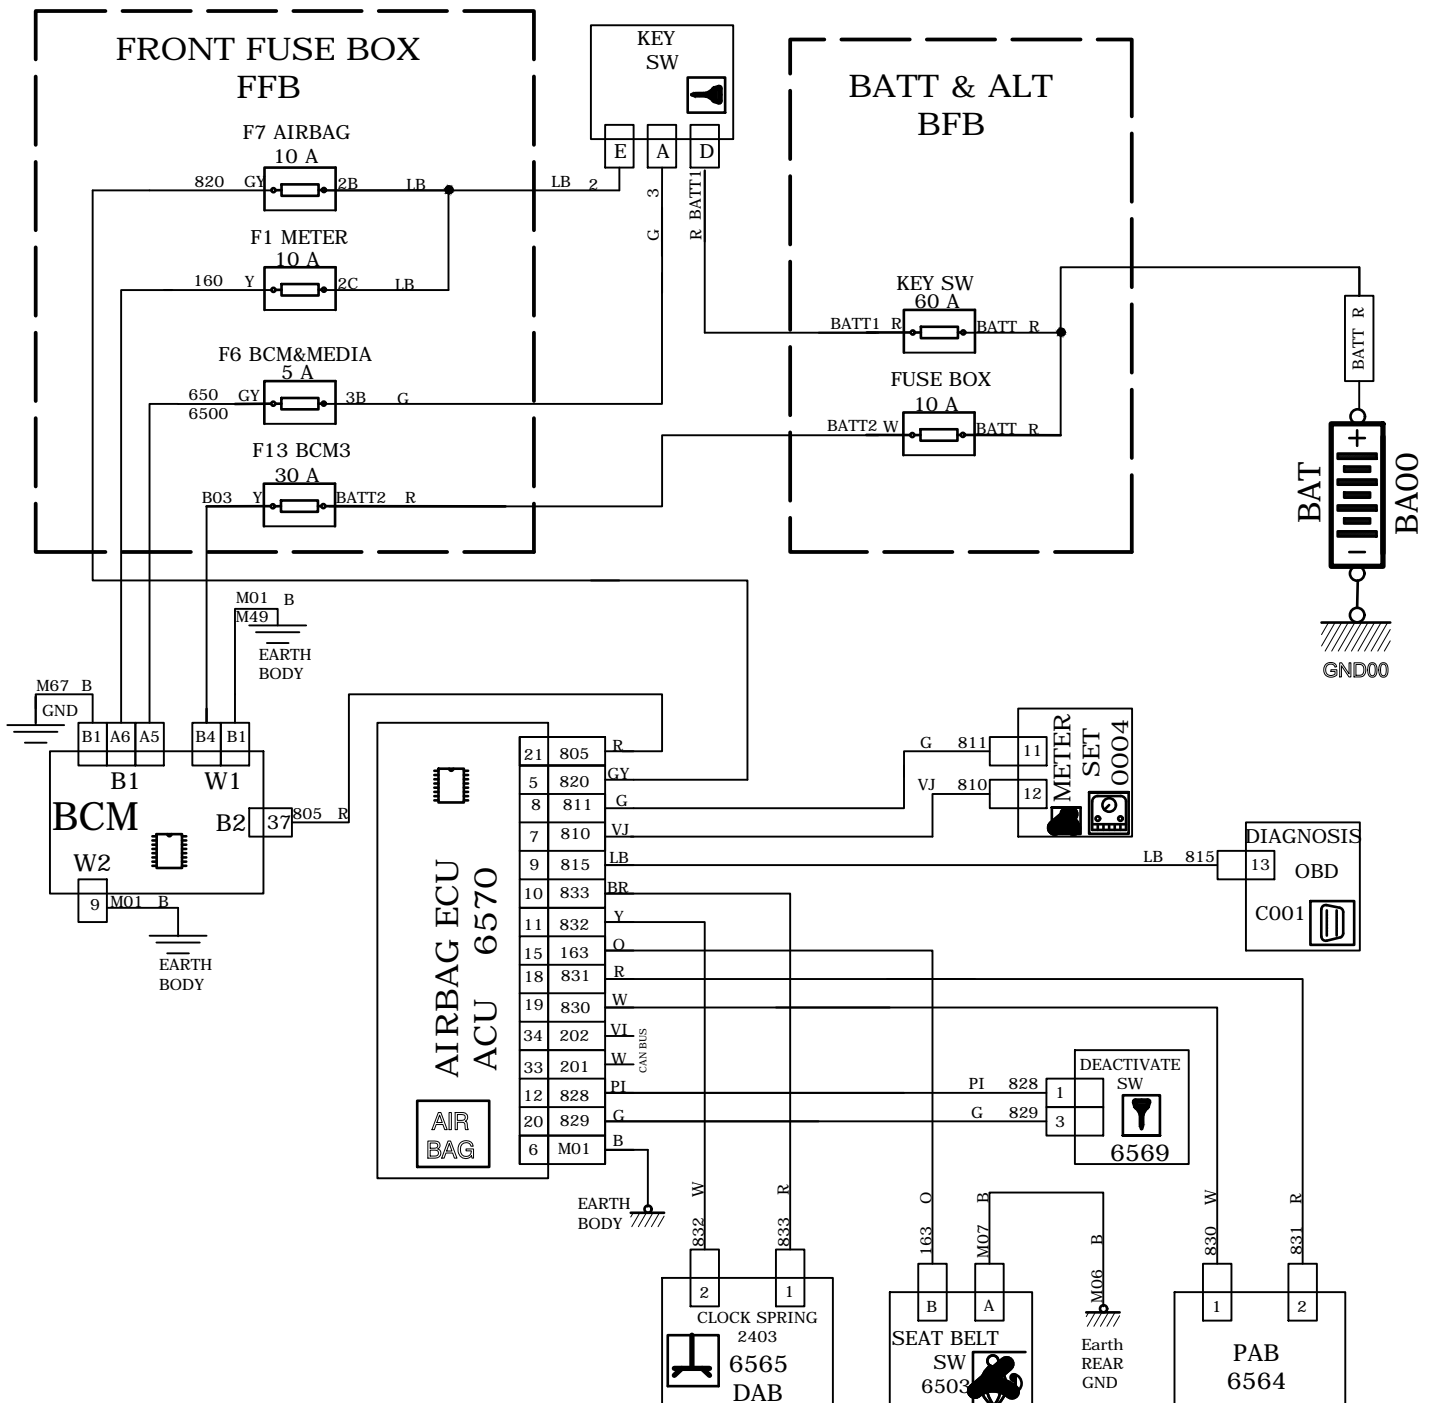 FRONT FUSE BOX
FFB
F7 AIRBAG
10 A
820 GY 2B LB
LB 2
F1 METER
10 A
160 Y 2C LB
F6 BCM&MEDIA
5 A
650 GY 3B G
6500
F13 BCM3
30 A
B03 Y BATT2 R
KEY
SW
E A D
G 3
R BATT1
BATT & ALT
BFB
KEY SW
60 A
BATT1 R BATT R
FUSE BOX
10 A
BATT2 W BATT R
BATT R
BAT
+
−
BA00
GND00
M01 B
M49
EARTH
BODY
M67 B
GND
B1 A6 A5 B4 B1
B1 W1
BCM
B2 37 805 R
W2
9 M01 B
EARTH
BODY
AIRBAG ECU
ACU 6570
AIR
BAG
21 805 R
5 820 GY
8 811 G
7 810 VJ
9 815 LB
10 833 BR
11 832 Y
15 163 O
18 831 R
19 830 W
34 202 VI
33 201 W
CAN BUS
12 828 PI
20 829 G
6 M01 B
EARTH
BODY
G 811 11
VJ 810 12
METER
SET
0004
LB 815 13
DIAGNOSIS
OBD
C001
DEACTIVATE
SW
PI 828 1
G 829 3
6569
832 W
833 R
2 1
CLOCK SPRING
2403
6565
DAB
163 O
M07 B
M06 B
B A
SEAT BELT
SW
6503
Earth
REAR
GND
830 W
831 R
1 2
PAB
6564